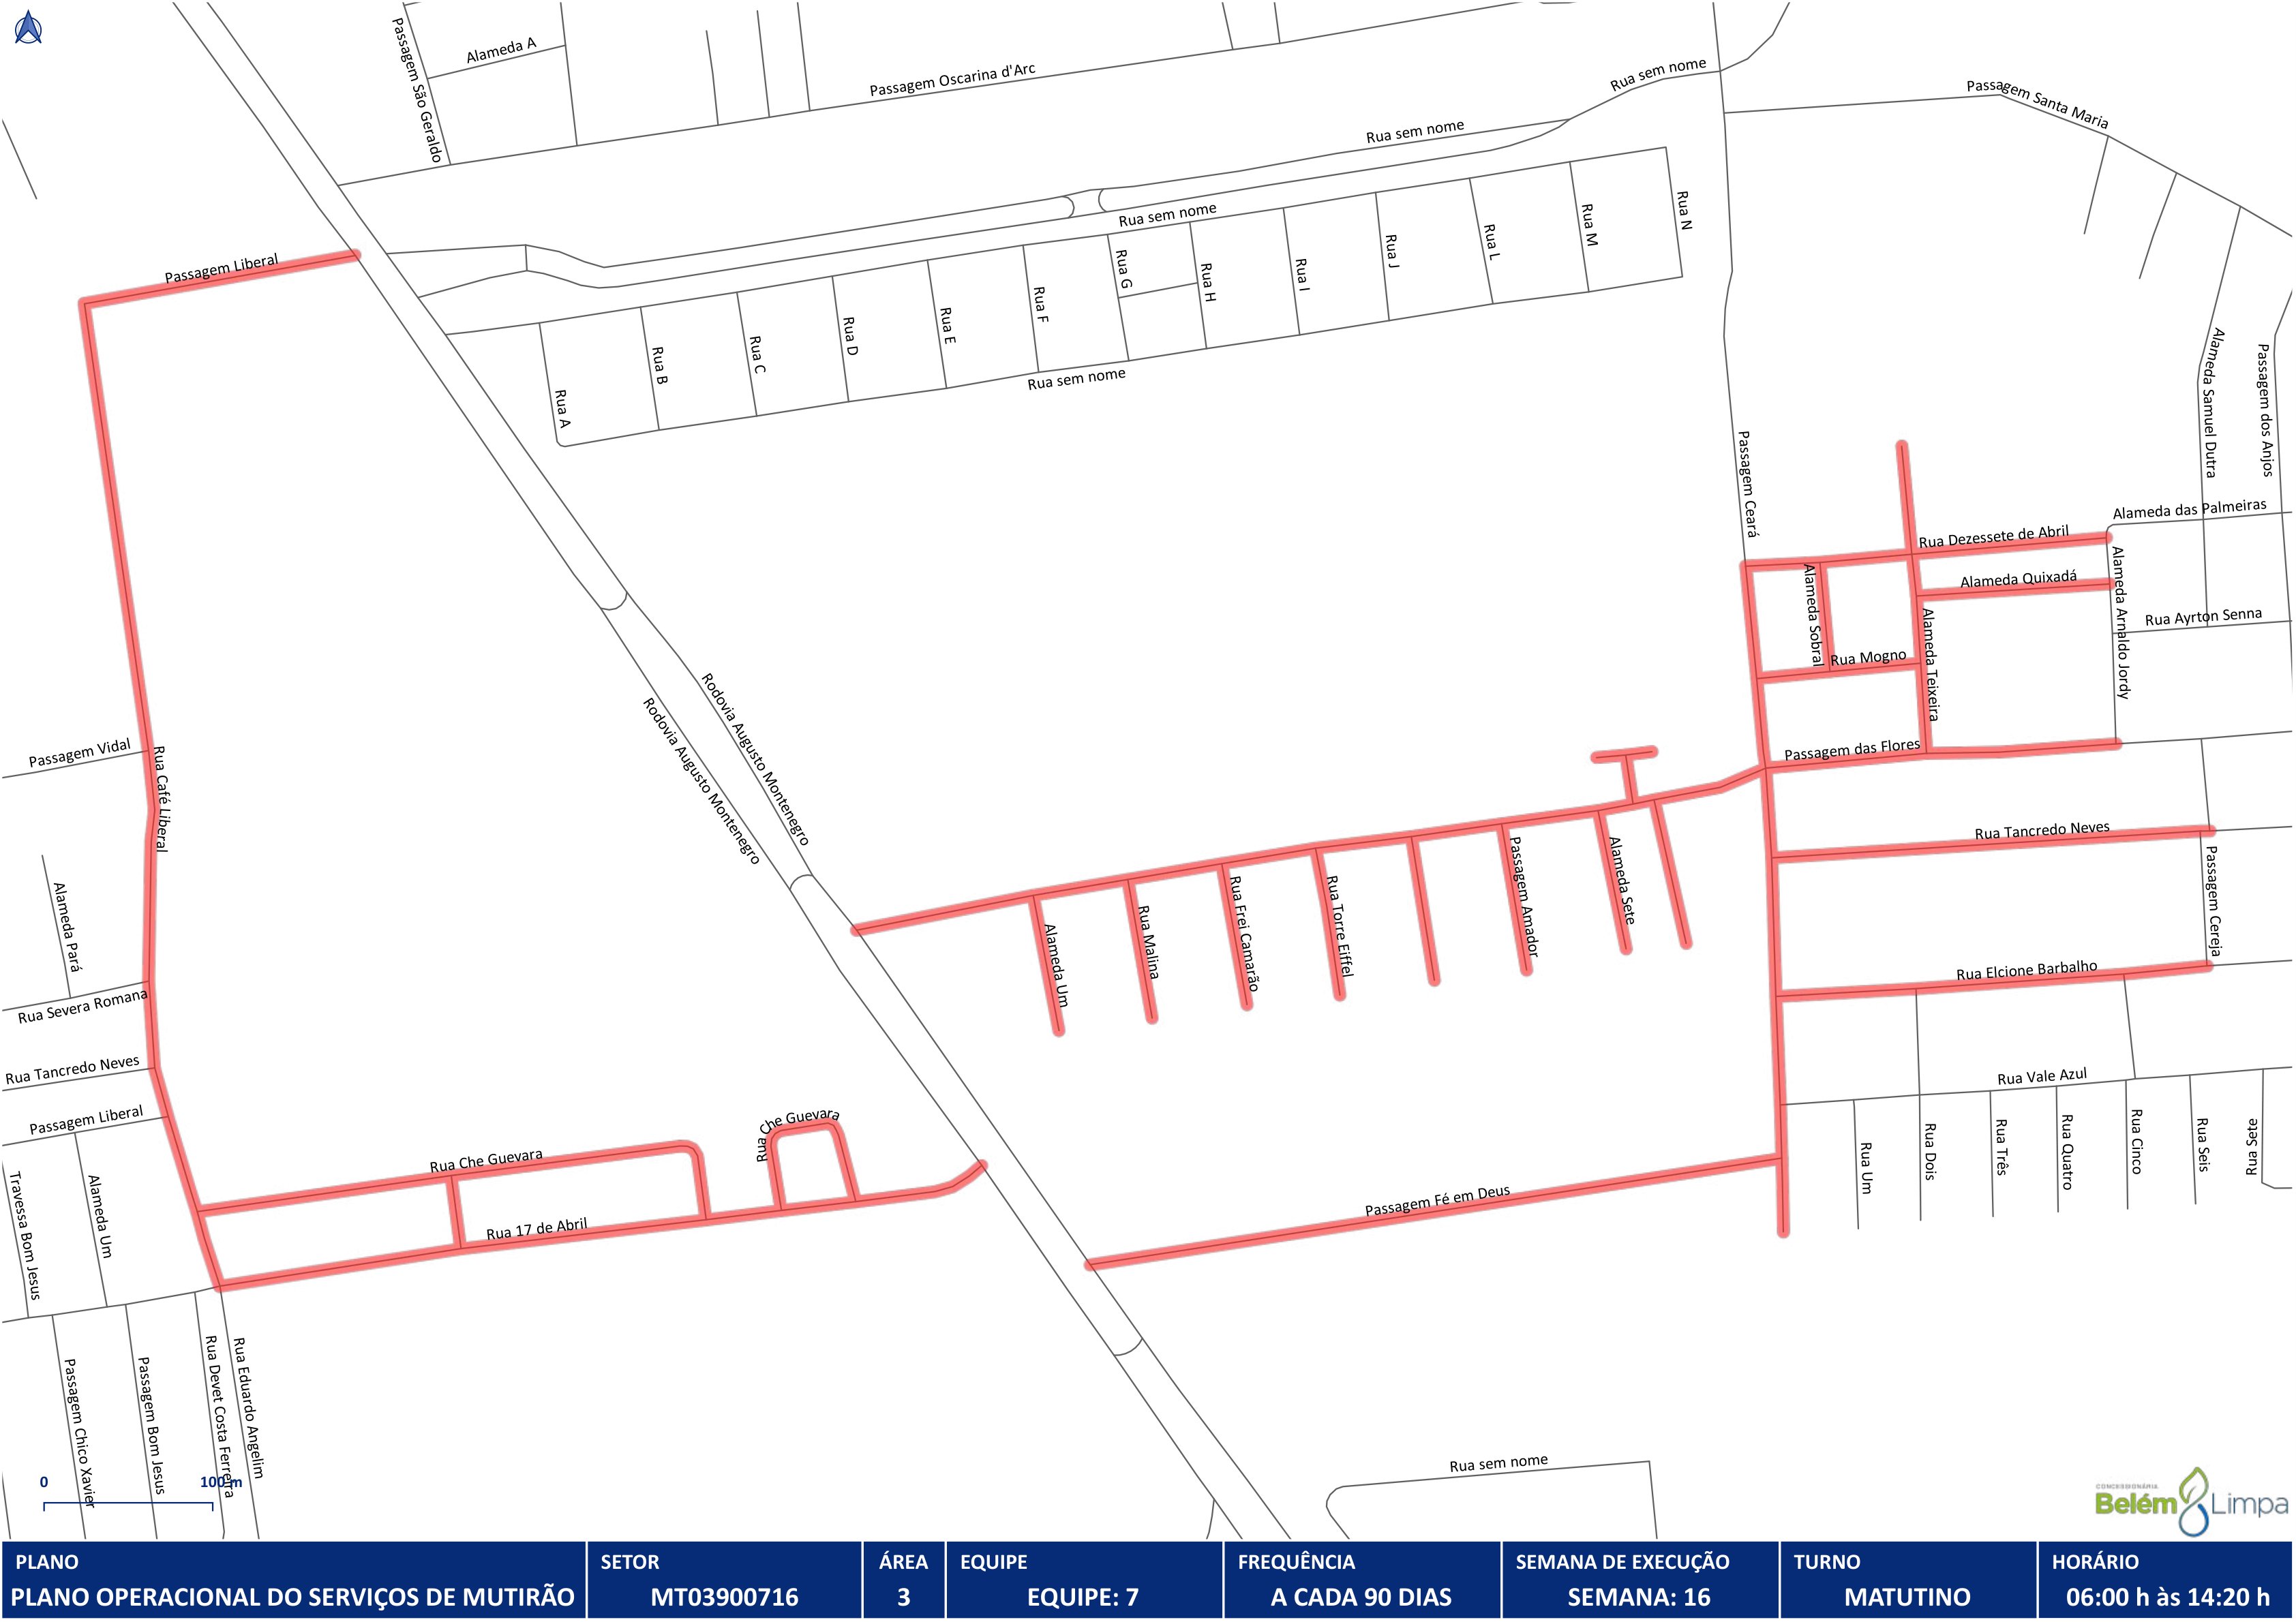 Passagem São Geraldo
Alameda A
Passagem Oscarina d'Arc
Rua sem nome
Rua sem nome
Passagem Santa Maria
Rua sem nome
Passagem Liberal
Rua A
Rua B
Rua C
Rua D
Rua E
Rua F
Rua G
Rua H
Rua I
Rua J
Rua L
Rua M
Rua N
Rua sem nome
Alameda Samuel Dutra
Passagem dos Anjos
Passagem Ceará
Alameda das Palmeiras
Rua Dezessete de Abril
Alameda Quixadá
Alameda Sobral
Alameda Arnaldo Jordy
Rua Ayrton Senna
Alameda Teixeira
Rua Mogno
Passagem das Flores
Rodovia Augusto Montenegro
Rodovia Augusto Montenegro
Passagem Vidal
Rua Café Liberal
Rua Tancredo Neves
Passagem Cereja
Alameda Pará
Alameda Um
Rua Malina
Rua Frei Camarão
Rua Torre Eiffel
Passagem Amador
Alameda Sete
Rua Elcione Barbalho
Rua Severa Romana
Rua Tancredo Neves
Rua Vale Azul
Passagem Liberal
Rua Che Guevara
Rua Che Guevara
Rua Um
Rua Dois
Rua Três
Rua Quatro
Rua Cinco
Rua Seis
Rua Sete
Travessa Bom Jesus
Alameda Um
Rua 17 de Abril
Passagem Fé em Deus
Passagem Chico Xavier
Passagem Bom Jesus
Rua Devet Costa Ferreira
Rua Eduardo Angelim
Rua sem nome
0 100 m
CONCESSIONÁRIA
Belém Limpa
PLANO
PLANO OPERACIONAL DO SERVIÇOS DE MUTIRÃO
SETOR
MT03900716
ÁREA
3
EQUIPE
EQUIPE: 7
FREQUÊNCIA
A CADA 90 DIAS
SEMANA DE EXECUÇÃO
SEMANA: 16
TURNO
MATUTINO
HORÁRIO
06:00 h às 14:20 h